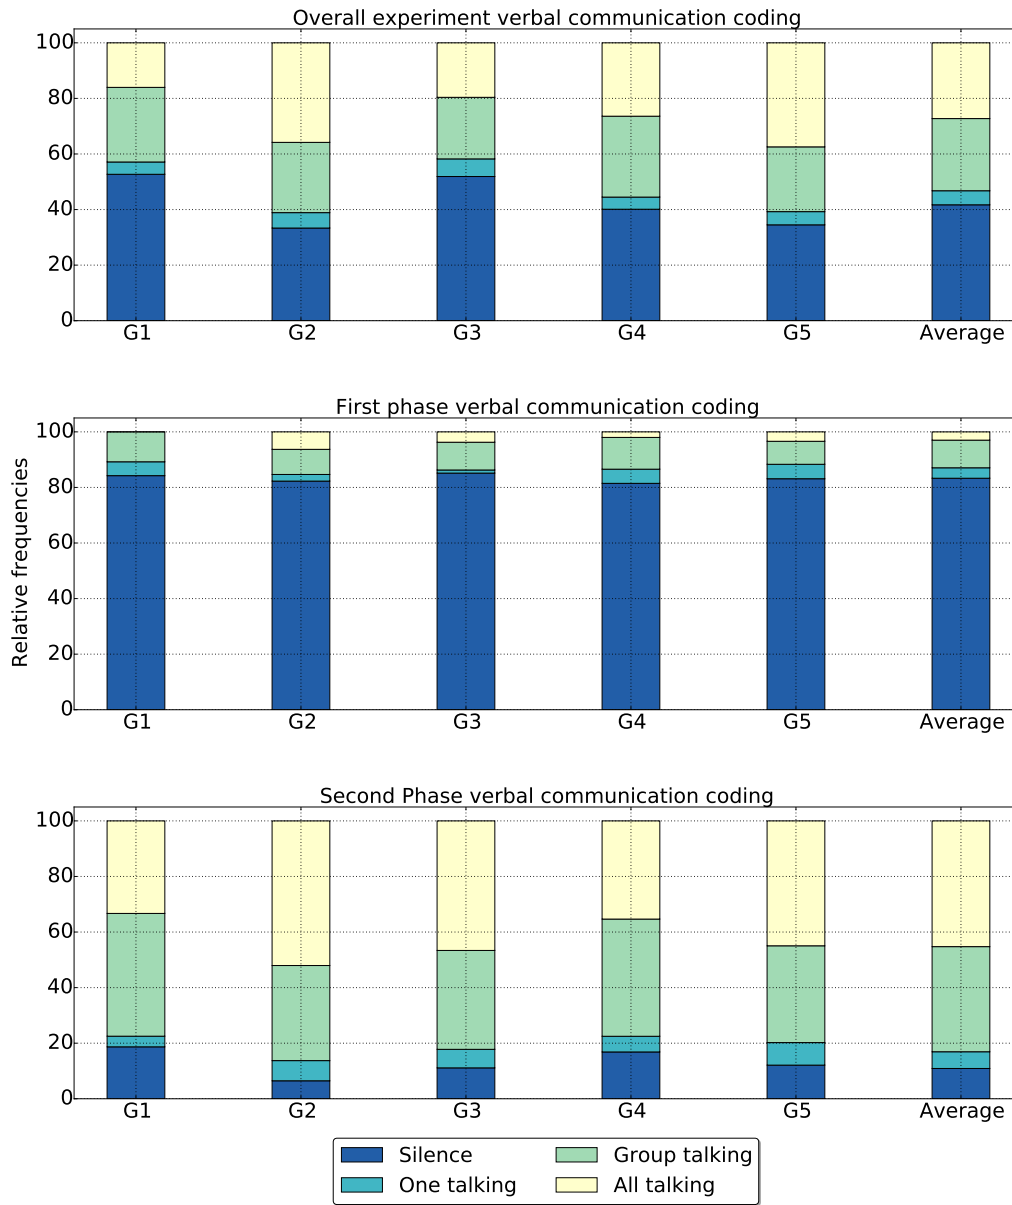 Overall experiment verbal communication coding
100
80
60
40
20
0
G1 G2 G3 G4 G5 Average
First phase verbal communication coding
Relative frequencies
100
80
60
40
20
0
G1 G2 G3 G4 G5 Average
Second Phase verbal communication coding
100
80
60
40
20
0
G1 G2 G3 G4 G5 Average
Silence Group talking
One talking All talking